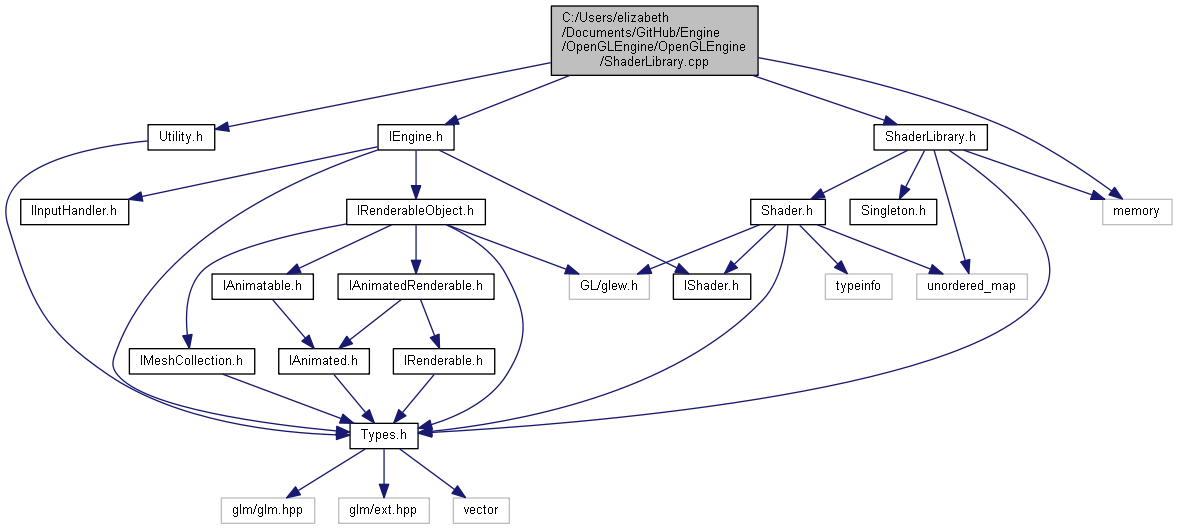 C:/Users/elizabeth
/Documents/GitHub/Engine
/OpenGLEngine/OpenGLEngine
/ShaderLibrary.cpp
Utility.h
IEngine.h
ShaderLibrary.h
IInputHandler.h
IRenderableObject.h
Shader.h
Singleton.h
memory
IAnimatable.h
IAnimatedRenderable.h
GL/glew.h
IShader.h
typeinfo
unordered_map
IMeshCollection.h
IAnimated.h
IRenderable.h
Types.h
glm/glm.hpp
glm/ext.hpp
vector